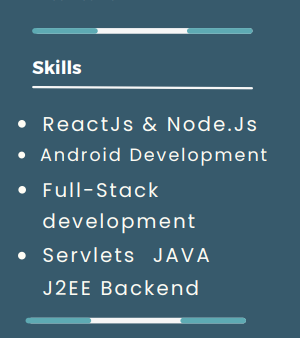 Skills
ReactJs & Node.Js
Android Development
Full-Stack
development
Servlets JAVA
J2EE Backend